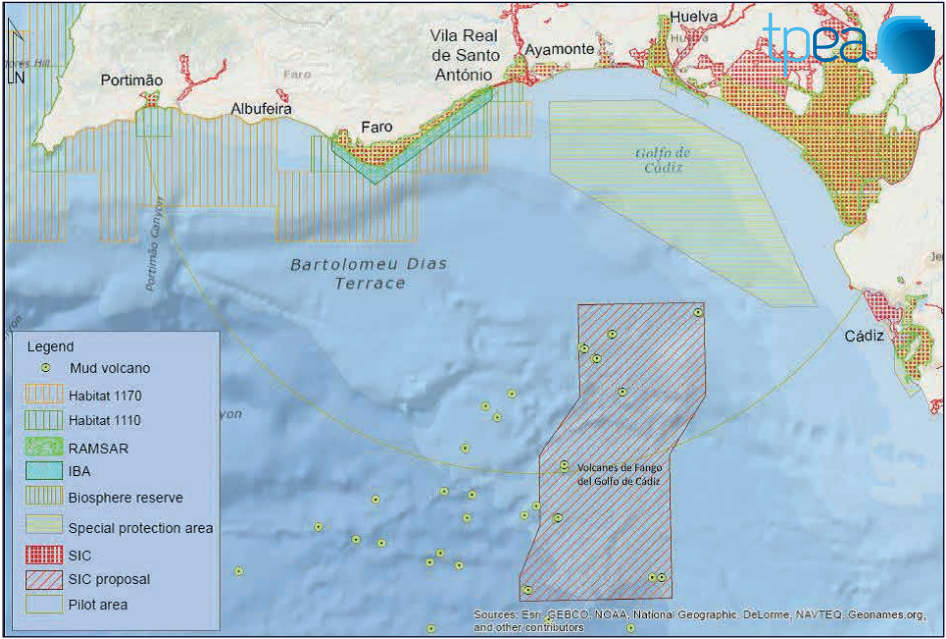 N
Portimão
Faro
Albufeira
Faro
Vila Real
de Santo
António
Ayamonte
Huelva
Huelva
tpea
Golfo de
Cádiz
Portimão Canyon
Bartolomeu Dias
Terrace
Cádiz
Volcanes de Fango
del Golfo de Cádiz
Legend
Mud volcano
Habitat 1170
Habitat 1110
RAMSAR
IBA
Biosphere reserve
Special protection area
SIC
SIC proposal
Pilot area
Sources: Esri, GEBCO, NOAA, National Geographic, DeLorme, NAVTEQ, Geonames.org,
and other contributors